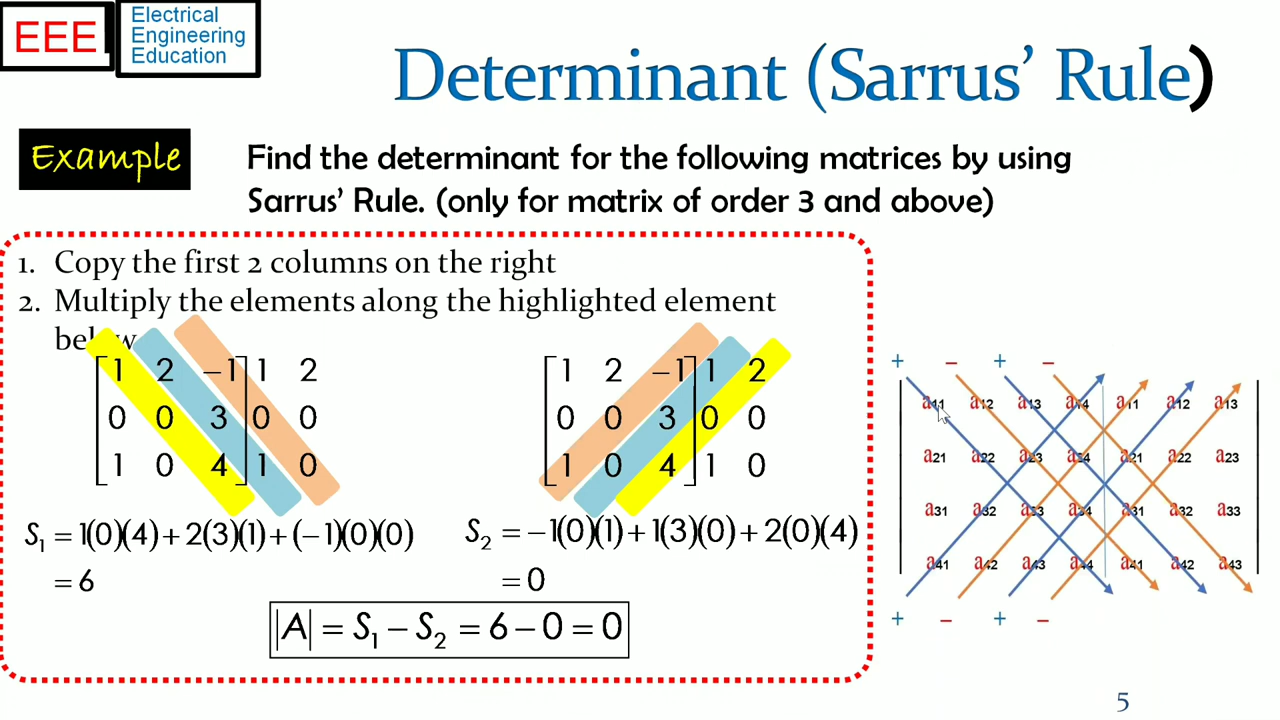 EEE
Electrical
Engineering
Education
Determinant (Sarrus’ Rule)
Example
Find the determinant for the following matrices by using
Sarrus’ Rule. (only for matrix of order 3 and above)
1. Copy the first 2 columns on the right
2. Multiply the elements along the highlighted element
below
1 2 −1 1 2
0 0 3 0 0
1 0 4 1 0
S₁ = 1(0)(4) + 2(3)(1) + (−1)(0)(0)
= 6
1 2 −1 1 2
0 0 3 0 0
1 0 4 1 0
S₂ = −1(0)(1) + 1(3)(0) + 2(0)(4)
= 0
|A| = S₁ − S₂ = 6 − 0 = 0
+ − + −
a11 a12 a13 a14 a11 a12 a13
a21 a22 a23 a34 a21 a22 a23
a31 a32 a33 a34 a31 a32 a33
a41 a42 a43 a44 a41 a42 a43
+ − + −
5